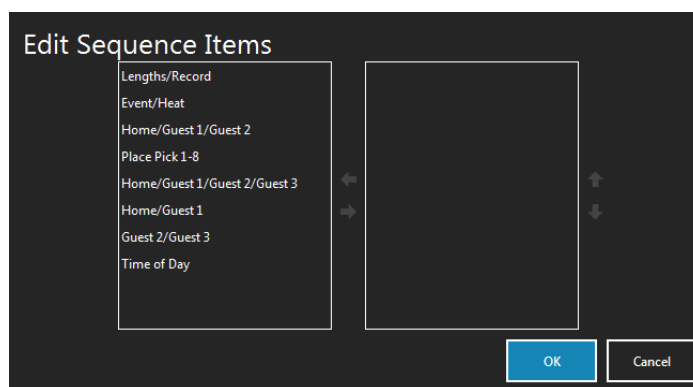 Edit Sequence Items
Lengths/Record
Event/Heat
Home/Guest 1/Guest 2
Place Pick 1-8
Home/Guest 1/Guest 2/Guest 3
Home/Guest 1
Guest 2/Guest 3
Time of Day
OK
Cancel